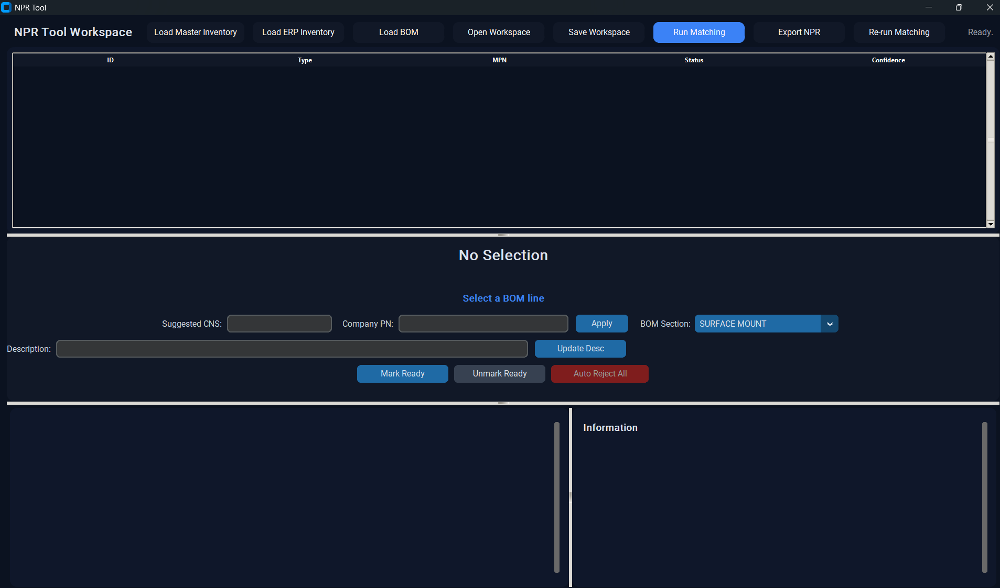 NPR Tool
NPR Tool Workspace Load Master Inventory Load ERP Inventory Load BOM Open Workspace Save Workspace Run Matching Export NPR Re-run Matching Ready.
ID Type MPN Status Confidence
No Selection
Select a BOM line
Suggested CNS: Company PN: Apply BOM Section: SURFACE MOUNT
Description: Update Desc
Mark Ready Unmark Ready Auto Reject All
Information